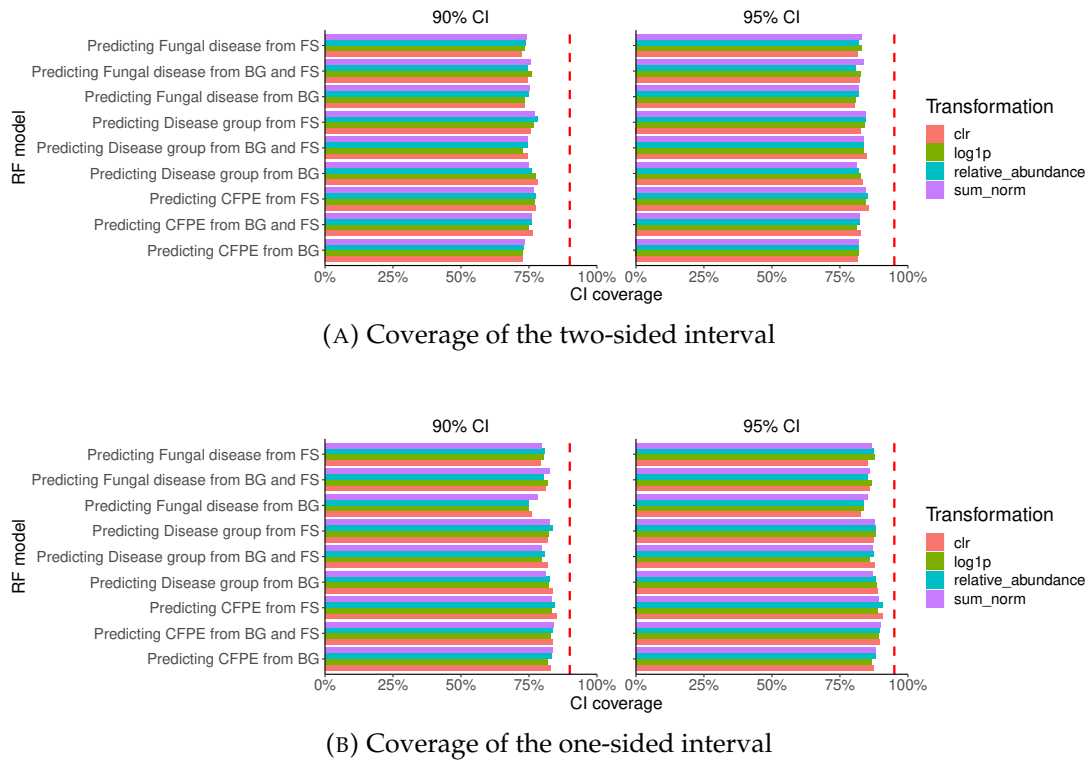 90% CI
95% CI
Predicting Fungal disease from FS
Predicting Fungal disease from BG and FS
Predicting Fungal disease from BG
Predicting Disease group from FS
Predicting Disease group from BG and FS
Predicting Disease group from BG
Predicting CFPE from FS
Predicting CFPE from BG and FS
Predicting CFPE from BG
RF model
0% 25% 50% 75% 100%
0% 25% 50% 75% 100%
CI coverage
Transformation
clr
log1p
relative_abundance
sum_norm
(A) Coverage of the two-sided interval
90% CI
95% CI
Predicting Fungal disease from FS
Predicting Fungal disease from BG and FS
Predicting Fungal disease from BG
Predicting Disease group from FS
Predicting Disease group from BG and FS
Predicting Disease group from BG
Predicting CFPE from FS
Predicting CFPE from BG and FS
Predicting CFPE from BG
RF model
0% 25% 50% 75% 100%
0% 25% 50% 75% 100%
CI coverage
Transformation
clr
log1p
relative_abundance
sum_norm
(B) Coverage of the one-sided interval